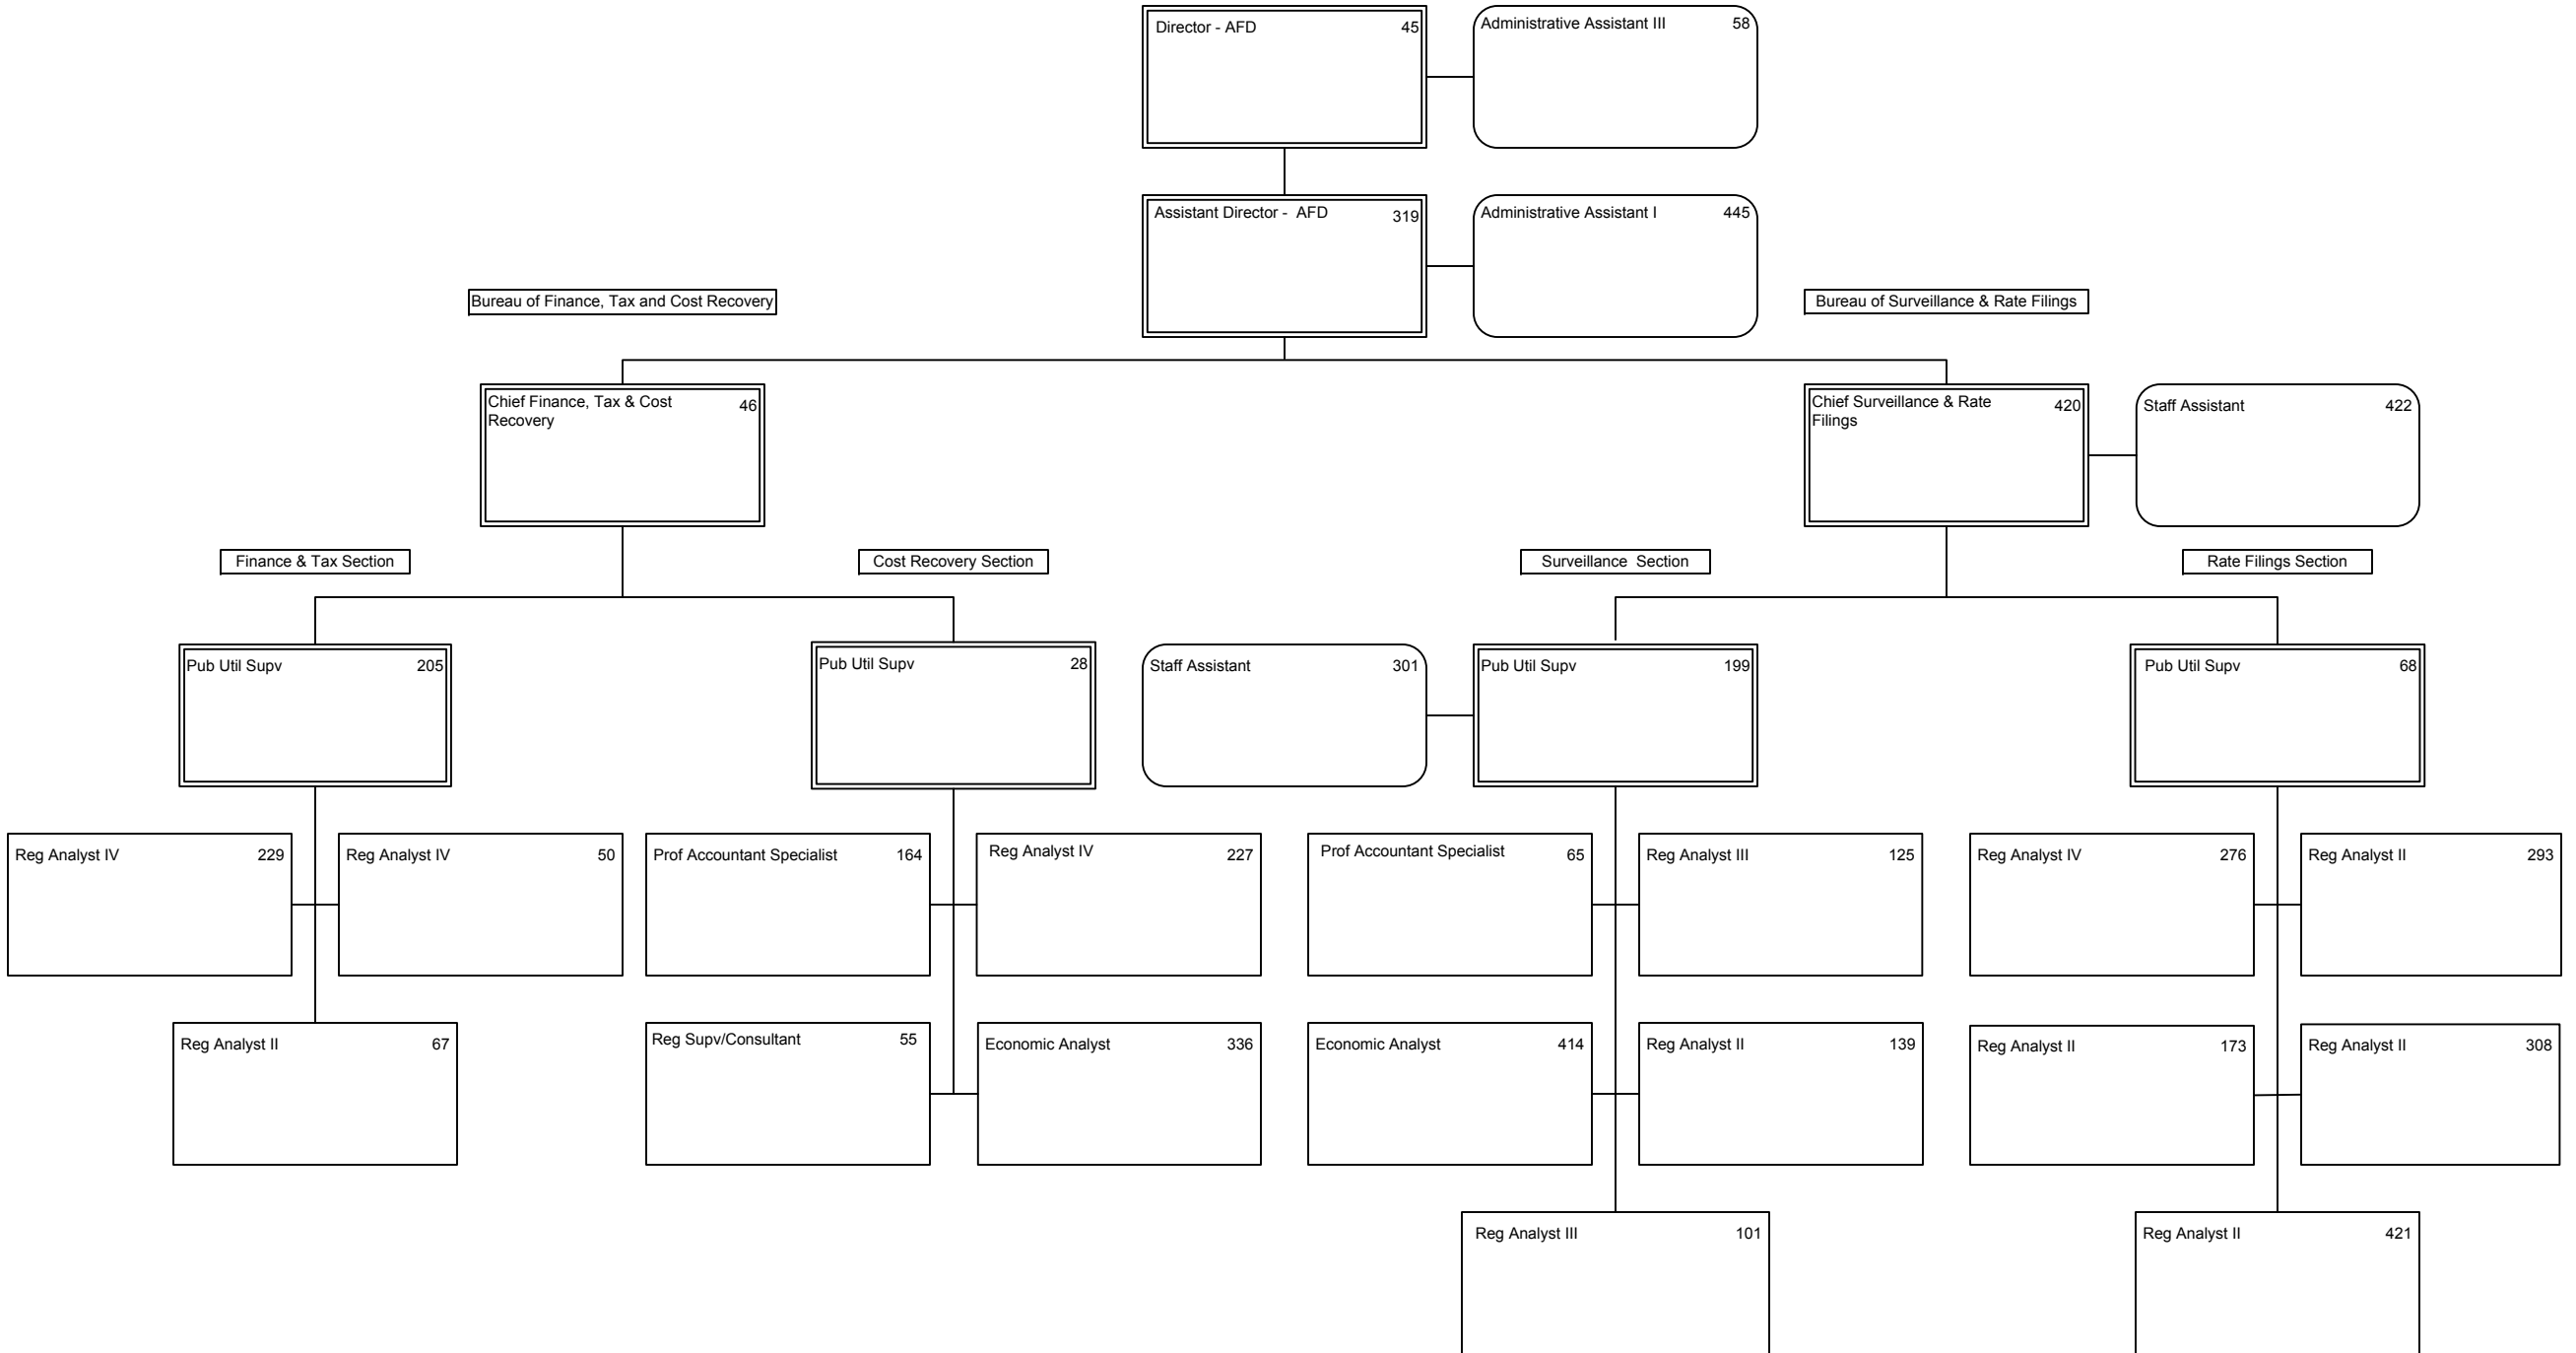 Director - AFD 45
Administrative Assistant III 58
Assistant Director - AFD 319
Administrative Assistant I 445
Bureau of Finance, Tax and Cost Recovery
Bureau of Surveillance & Rate Filings
Chief Finance, Tax & Cost 46
Recovery
Chief Surveillance & Rate 420
Filings
Staff Assistant 422
Finance & Tax Section
Cost Recovery Section
Surveillance Section
Rate Filings Section
Pub Util Supv 205
Pub Util Supv 28
Staff Assistant 301
Pub Util Supv 199
Pub Util Supv 68
Reg Analyst IV 229
Reg Analyst IV 50
Prof Accountant Specialist 164
Reg Analyst IV 227
Prof Accountant Specialist 65
Reg Analyst III 125
Reg Analyst IV 276
Reg Analyst II 293
Reg Analyst II 67
Reg Supv/Consultant 55
Economic Analyst 336
Economic Analyst 414
Reg Analyst II 139
Reg Analyst II 173
Reg Analyst II 308
Reg Analyst III 101
Reg Analyst II 421